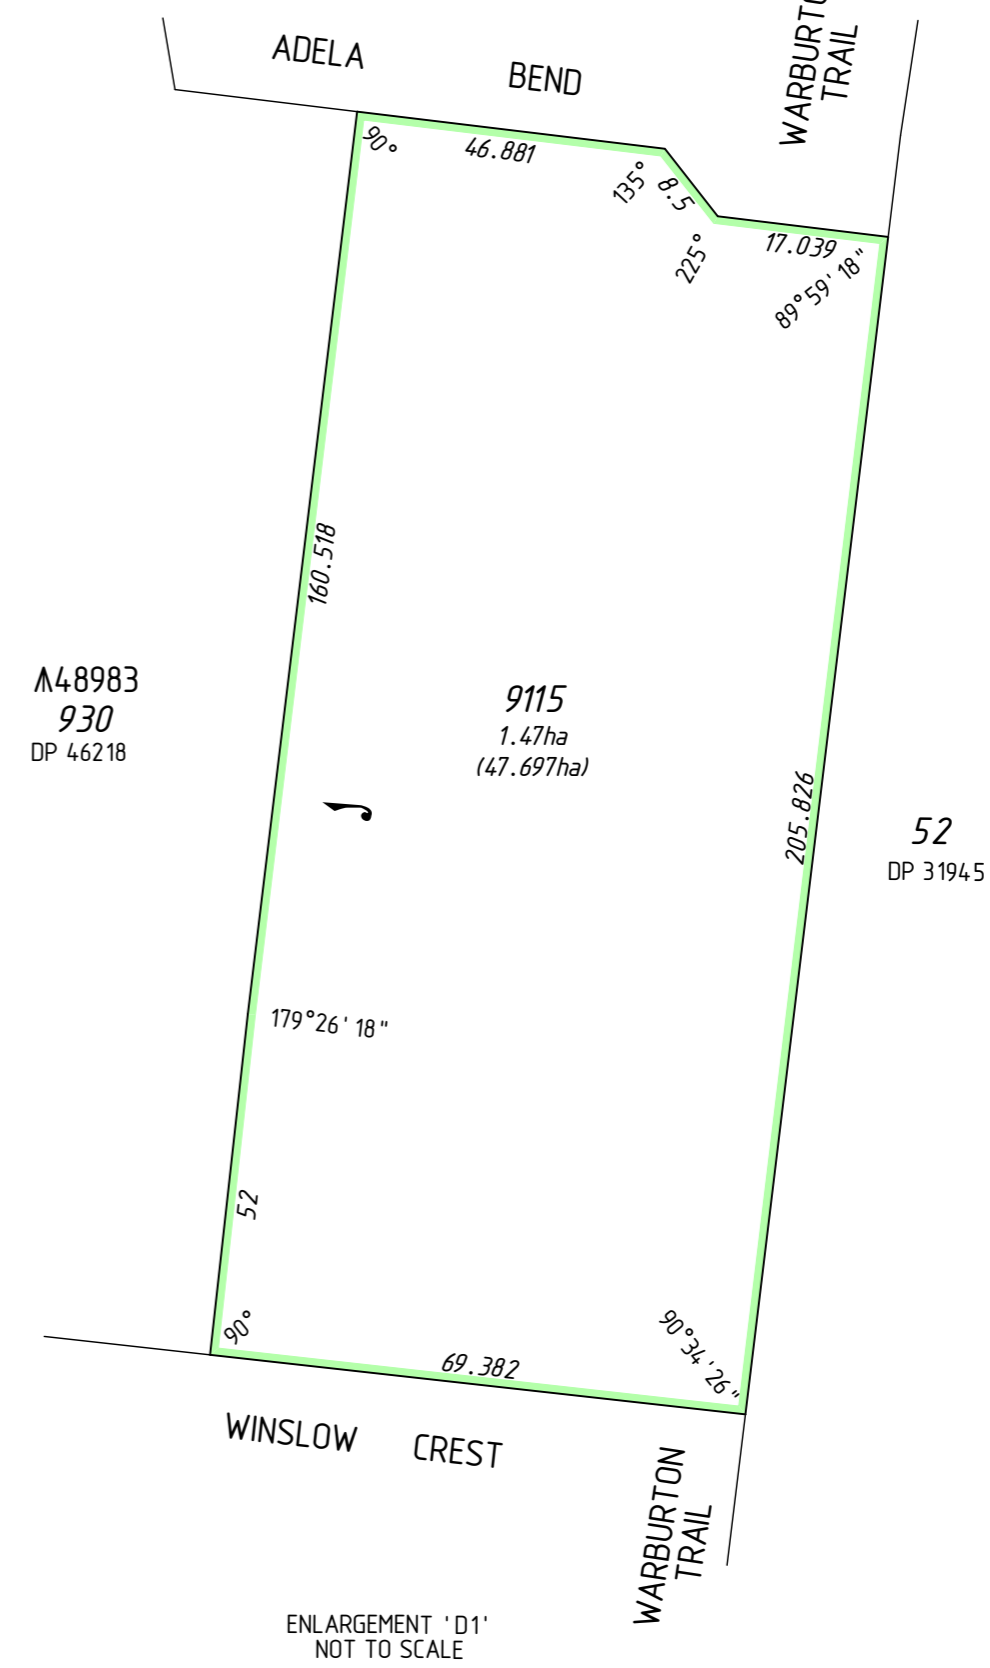 ADELA BEND
WARBURTO
TRAIL
90°
46.881
135°
8.5
225°
17.039
89°59'18"
160.518
48983
930
DP 46218
9115
1.47ha
(47.697ha)
205.826
52
DP 31945
179°26'18"
52
90°
69.382
90°34'26"
WINSLOW CREST
WARBURTON
TRAIL
ENLARGEMENT 'D1'
NOT TO SCALE